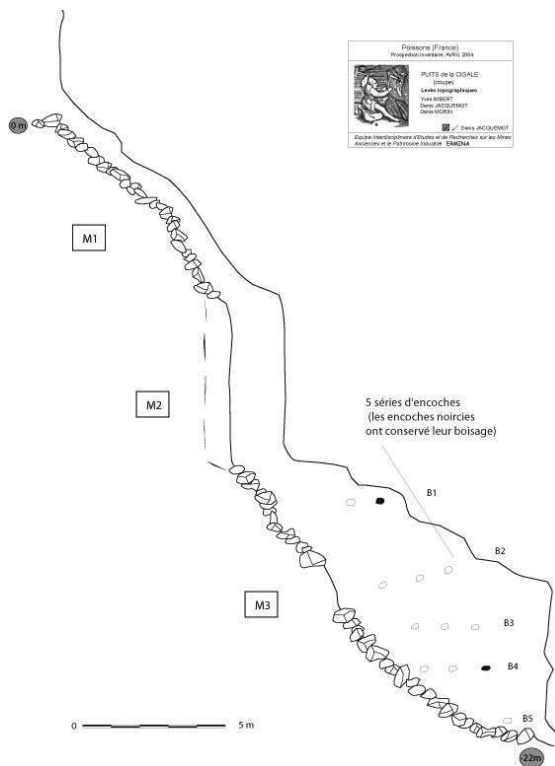 Poissons (France)
Prospection Inventaire: AVRIL 2004
PUITS de la CIGALE
(coupe)
Levés topographiques
Yves IMBERT
Denis JACQUEMOT
Denis MORIN
Denis JACQUEMOT
Equipe Interdisciplinaire d'Etudes et de Recherches sur les Mines
Anciennes et le Patrimoine Industriel : ERMINA
0 m
M1
M2
5 séries d'encoches
(les encoches noircies
ont conservé leur boisage)
B1
B2
M3
B3
B4
B5
0
5 m
-22m